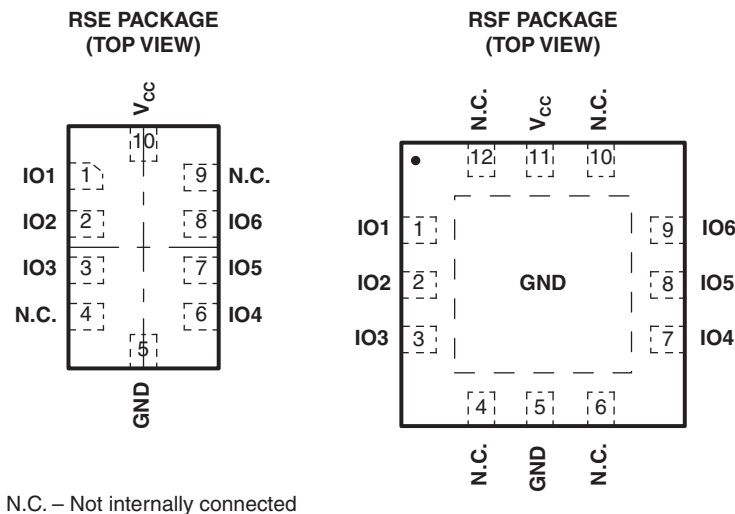 RSE PACKAGE
(TOP VIEW)
VCC
10
IO1 1 9 N.C.
IO2 2 8 IO6
IO3 3 7 IO5
N.C. 4 6 IO4
5
GND
RSF PACKAGE
(TOP VIEW)
N.C. VCC N.C.
12 11 10
IO1 1 9 IO6
IO2 2 GND 8 IO5
IO3 3 7 IO4
4 5 6
N.C. GND N.C.
N.C. – Not internally connected